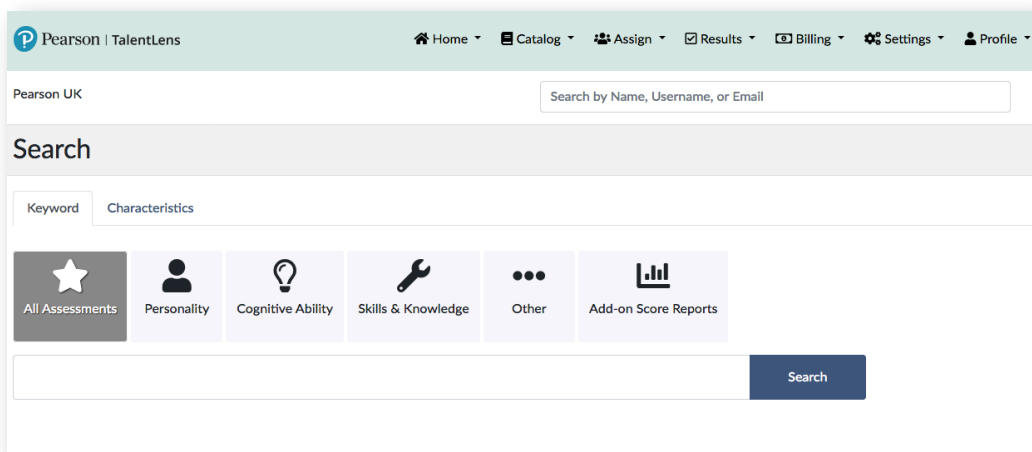 Pearson | TalentLens
Home Catalog Assign Results Billing Settings Profile
Pearson UK
Search by Name, Username, or Email
Search
Keyword Characteristics
All Assessments Personality Cognitive Ability Skills & Knowledge Other Add-on Score Reports
Search